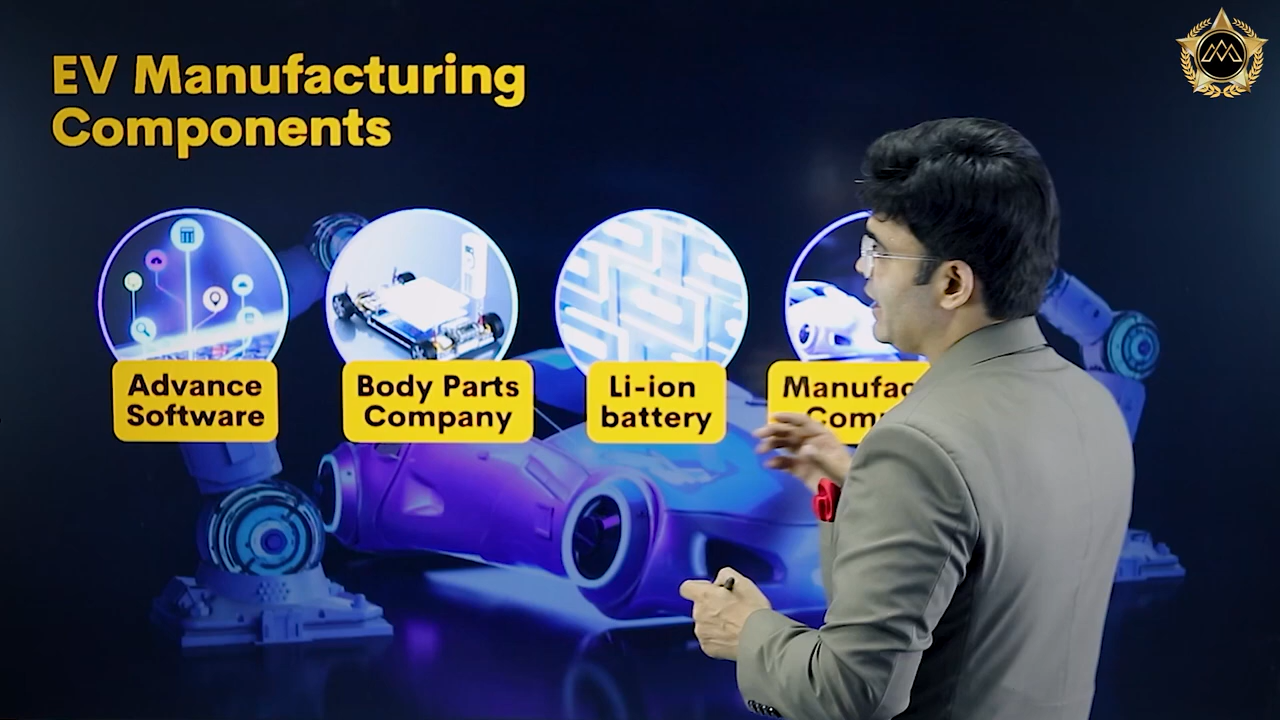 EV Manufacturing
Components
Advance
Software
Body Parts
Company
Li-ion
battery